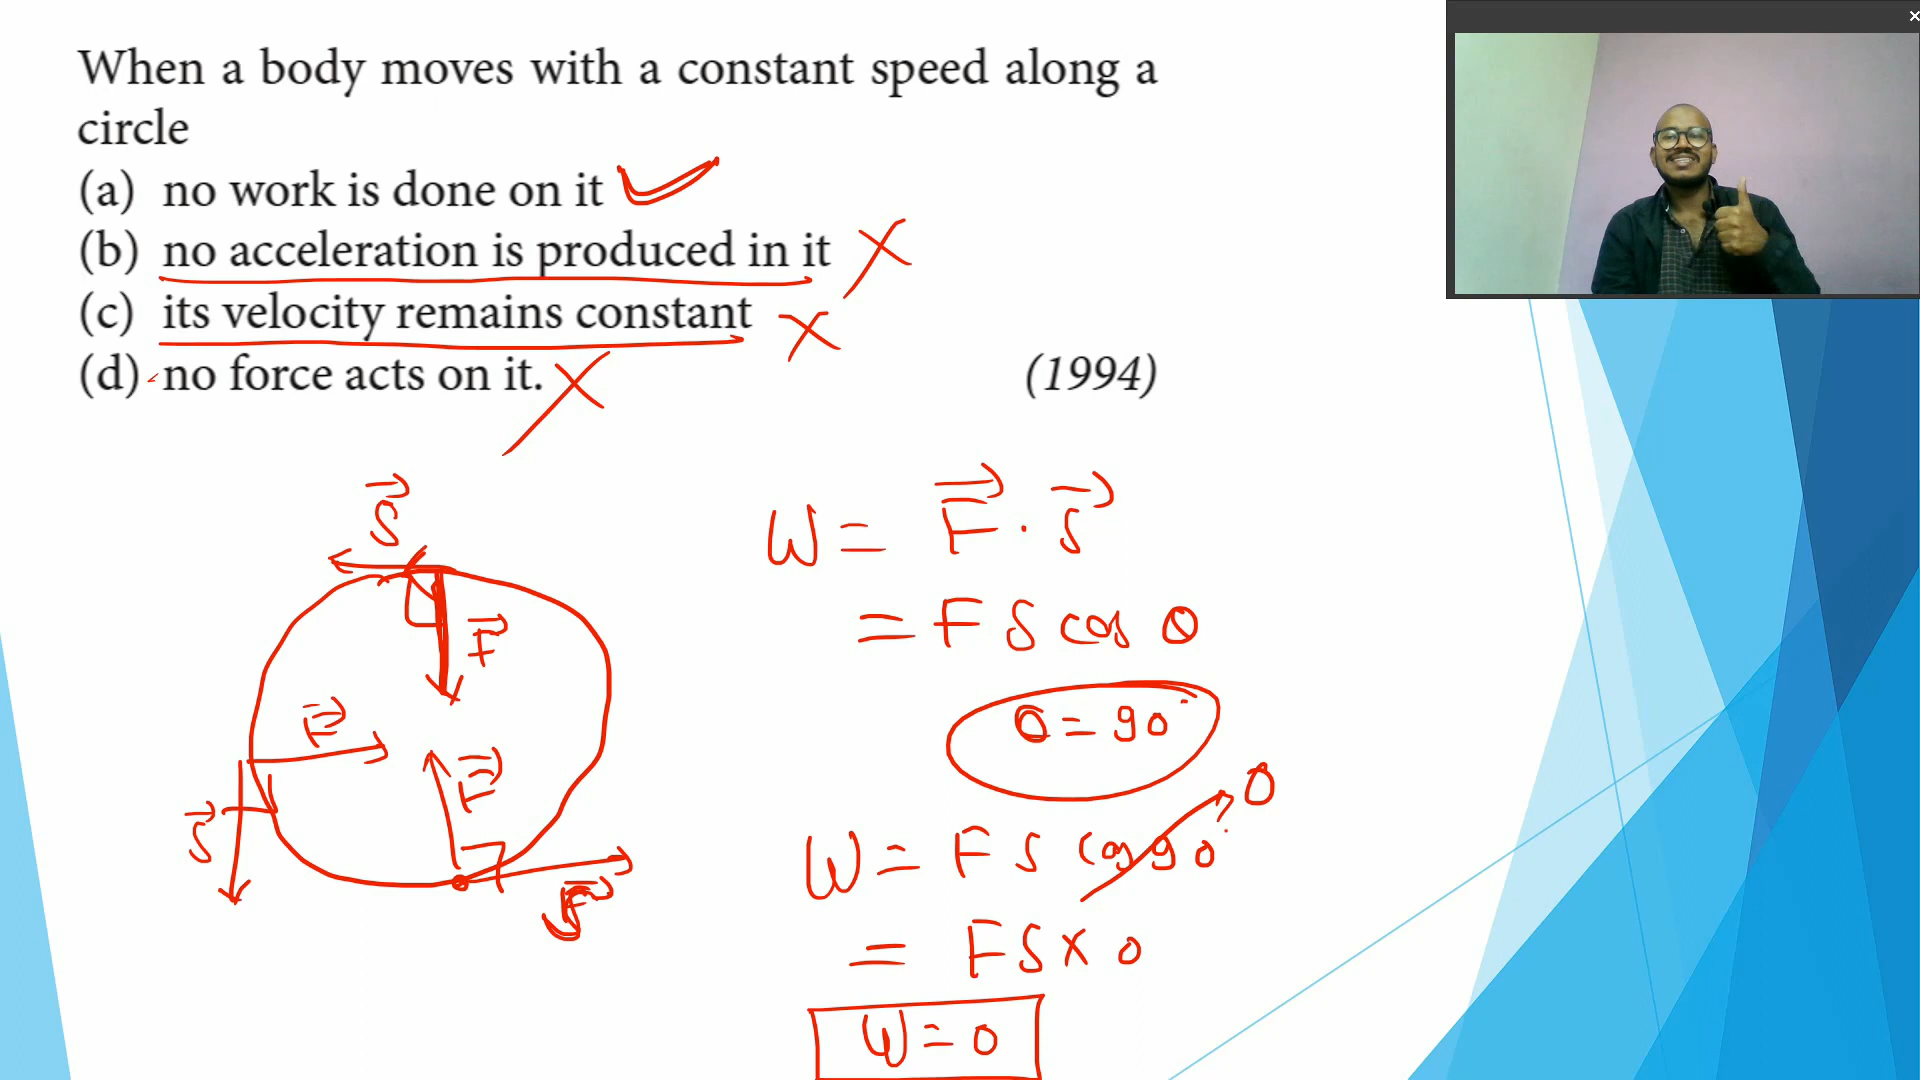 When a body moves with a constant speed along a
circle
(a) no work is done on it
(b) no acceleration is produced in it
(c) its velocity remains constant
(d) no force acts on it.
(1994)
S⃗
F⃗
F⃗
F⃗
S⃗
W = F⃗ · S⃗
= F S cos θ
θ = 90°
W = F S cos 90° 0
= F S × 0
W = 0